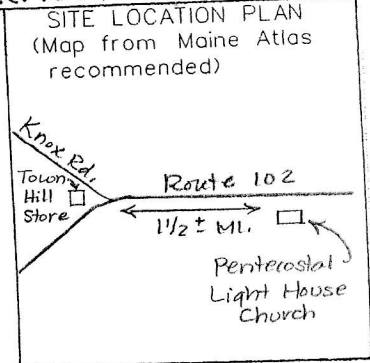 SITE LOCATION PLAN
(Map from Maine Atlas
recommended)
Knox Rd.
Town
Hill
Store
Route 102
1 1/2 ± MI.
Pentecostal
Light House
Church